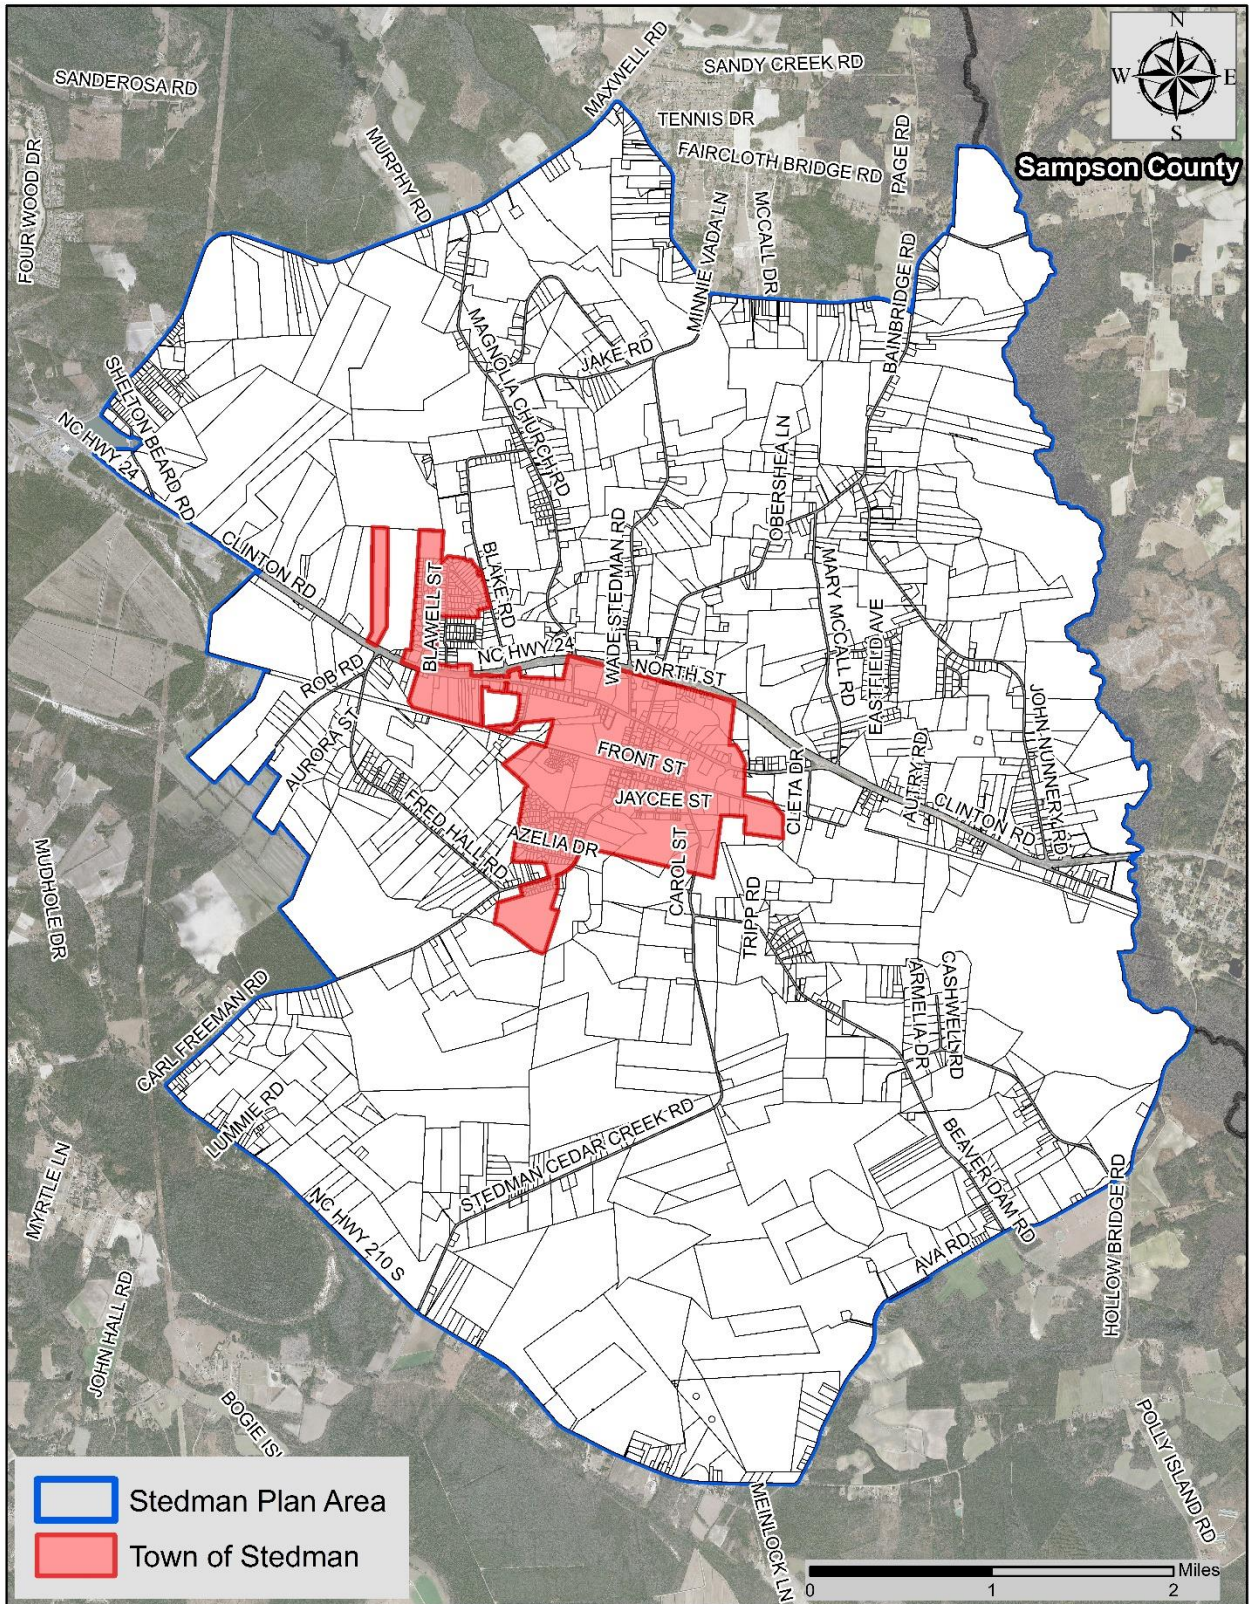 N
W E
S
Sampson County
SANDEROSA RD
MAXWELL RD
SANDY CREEK RD
TENNIS DR
FAIRCLOTH BRIDGE RD
PAGE RD
FOUR WOOD DR
MURPHY RD
MINNIE VADA LN
MCCALL DR
BAINBRIDGE RD
MAGNOLIA CHURCH RD
JAKE RD
SHELTON BEARD RD
NC HWY 24
OBERSHEA LN
CLINTON RD
BLAWELL ST
BLAKE RD
WADE STEDMAN RD
MARY MCCALL RD
EASTFIELD AVE
NC HWY 24
NORTH ST
ROB RD
AURORA ST
JOHN NUNNERY RD
FRONT ST
JAYCEE ST
CLETA DR
AUTRY RD
CLINTON RD
FRED HALL RD
AZELIA DR
CAROL ST
TRIPP RD
MUDHOLE DR
CARL FREEMAN RD
ARMELIA DR
CASHWELL RD
LUMMIE RD
STEDMAN CEDAR CREEK RD
BEAVER DAM RD
MYRTLE LN
NC HWY 210 S
AVA RD
HOLLOW BRIDGE RD
JOHN HALL RD
BOGIE ISL
POLLY ISLAND RD
MEINLOCK LN
Stedman Plan Area
Town of Stedman
Miles
0 1 2